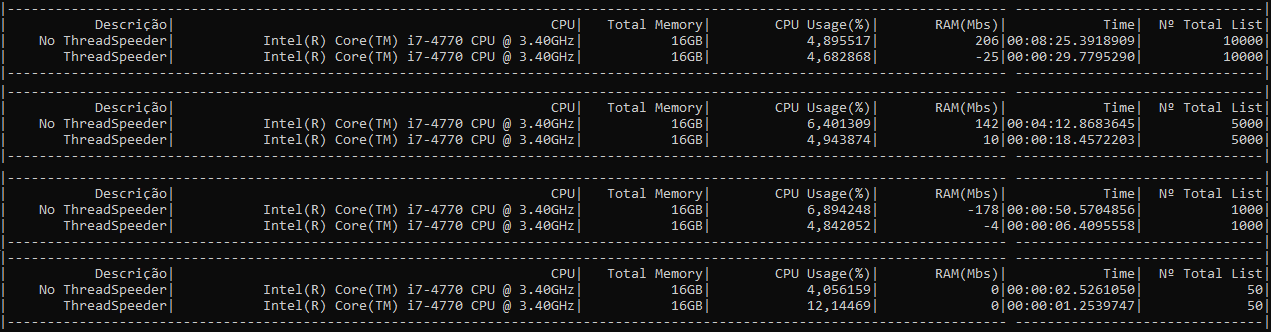 |---------------------------------------------------------------------------------------------------------------------------- -------------------------------|
| Descrição| CPU| Total Memory| CPU Usage(%)| RAM(Mbs)| Time| Nº Total List|
| No ThreadSpeeder| Intel(R) Core(TM) i7-4770 CPU @ 3.40GHz| 16GB| 4,895517| 206|00:08:25.3918909| 10000|
| ThreadSpeeder| Intel(R) Core(TM) i7-4770 CPU @ 3.40GHz| 16GB| 4,682868| -25|00:00:29.7795290| 10000|
|---------------------------------------------------------------------------------------------------------------------------- -------------------------------|
|---------------------------------------------------------------------------------------------------------------------------- -------------------------------|
| Descrição| CPU| Total Memory| CPU Usage(%)| RAM(Mbs)| Time| Nº Total List|
| No ThreadSpeeder| Intel(R) Core(TM) i7-4770 CPU @ 3.40GHz| 16GB| 6,401309| 142|00:04:12.8683645| 5000|
| ThreadSpeeder| Intel(R) Core(TM) i7-4770 CPU @ 3.40GHz| 16GB| 4,943874| 10|00:00:18.4572203| 5000|
|---------------------------------------------------------------------------------------------------------------------------- -------------------------------|
|---------------------------------------------------------------------------------------------------------------------------- -------------------------------|
| Descrição| CPU| Total Memory| CPU Usage(%)| RAM(Mbs)| Time| Nº Total List|
| No ThreadSpeeder| Intel(R) Core(TM) i7-4770 CPU @ 3.40GHz| 16GB| 6,894248| -178|00:00:50.5704856| 1000|
| ThreadSpeeder| Intel(R) Core(TM) i7-4770 CPU @ 3.40GHz| 16GB| 4,842052| -4|00:00:06.4095558| 1000|
|---------------------------------------------------------------------------------------------------------------------------- -------------------------------|
|---------------------------------------------------------------------------------------------------------------------------- -------------------------------|
| Descrição| CPU| Total Memory| CPU Usage(%)| RAM(Mbs)| Time| Nº Total List|
| No ThreadSpeeder| Intel(R) Core(TM) i7-4770 CPU @ 3.40GHz| 16GB| 4,056159| 0|00:00:02.5261050| 50|
| ThreadSpeeder| Intel(R) Core(TM) i7-4770 CPU @ 3.40GHz| 16GB| 12,14469| 0|00:00:01.2539747| 50|
|---------------------------------------------------------------------------------------------------------------------------- -------------------------------|